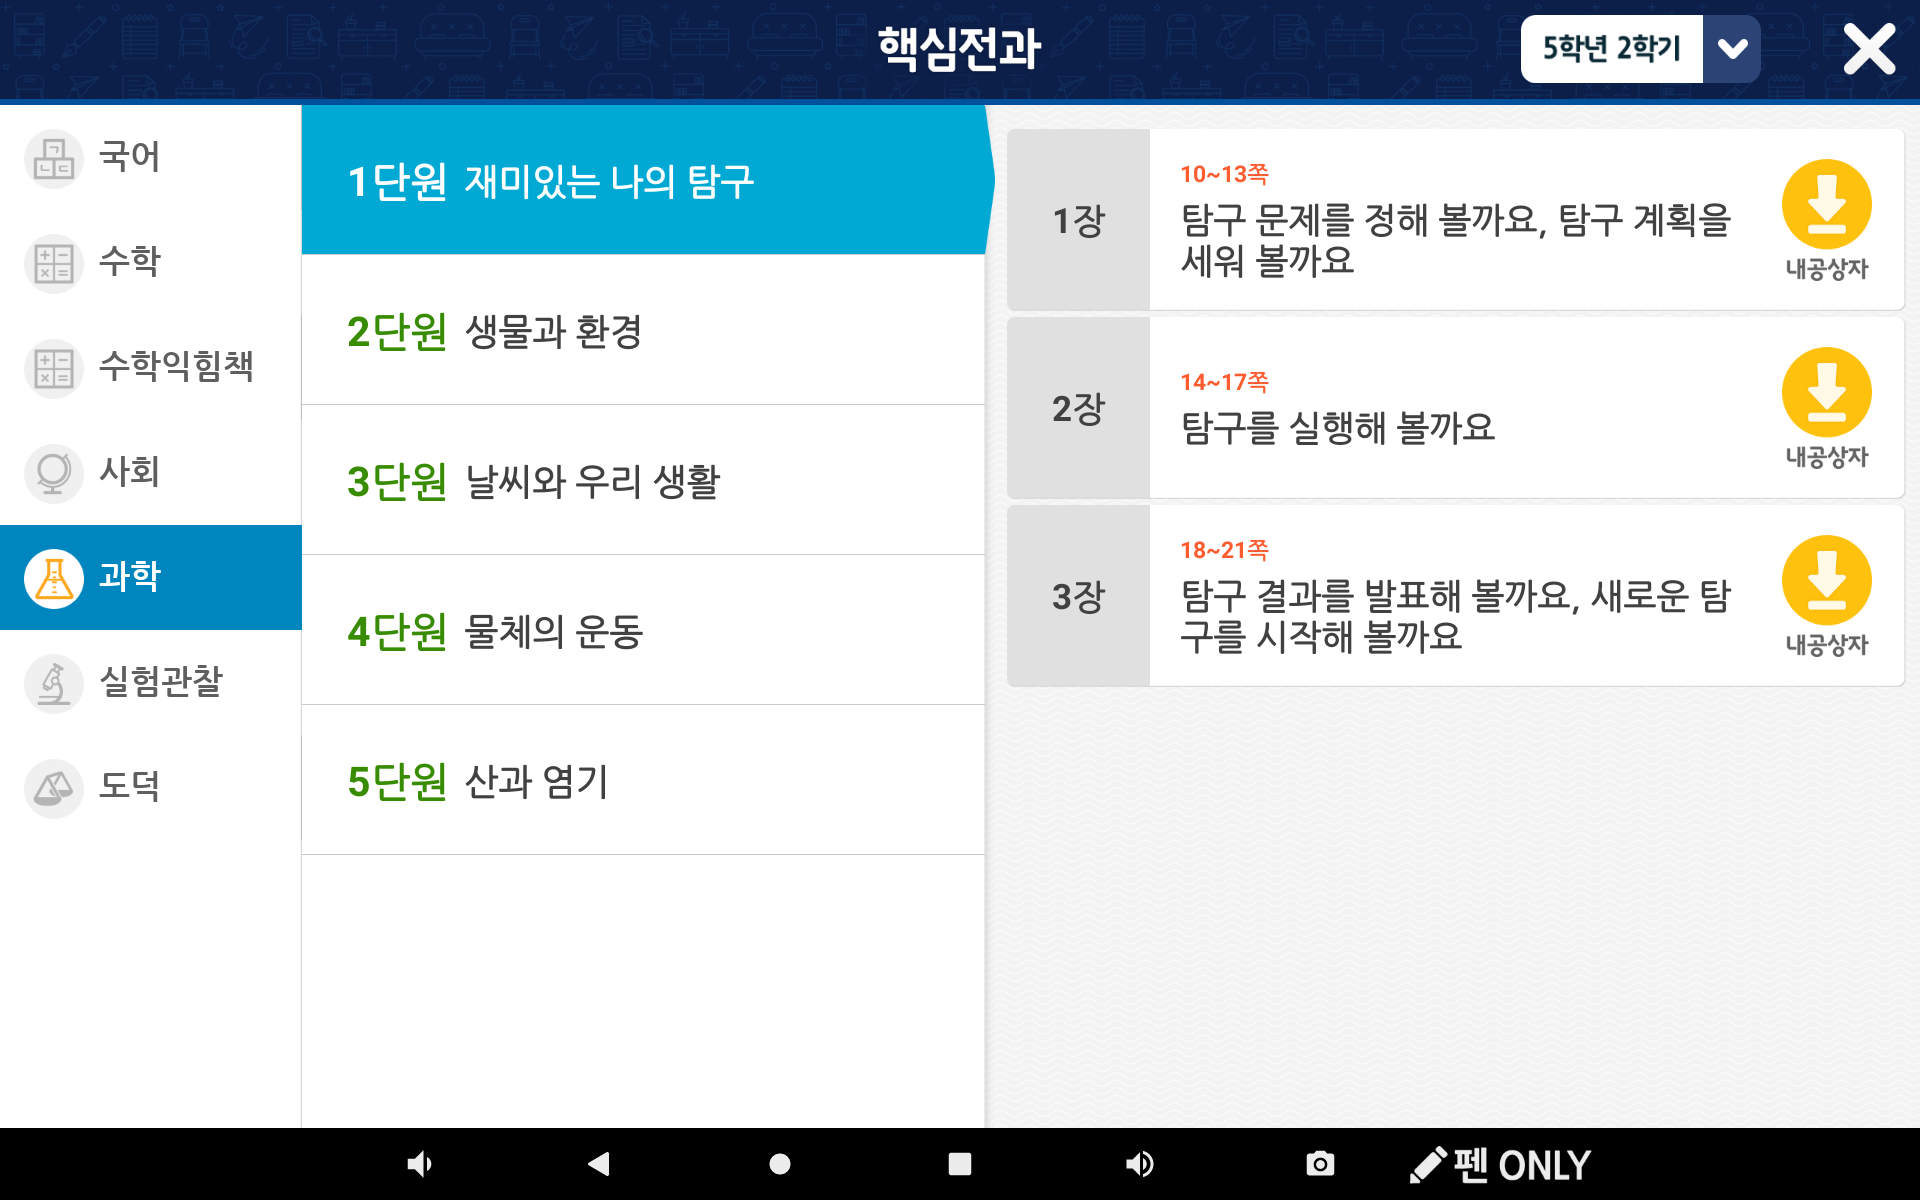 핵심전과
5학년 2학기
국어
수학
수학익힘책
사회
과학
실험관찰
도덕
1단원 재미있는 나의 탐구
2단원 생물과 환경
3단원 날씨와 우리 생활
4단원 물체의 운동
5단원 산과 염기
1장
10~13쪽
탐구 문제를 정해 볼까요, 탐구 계획을
세워 볼까요
내공상자
2장
14~17쪽
탐구를 실행해 볼까요
내공상자
3장
18~21쪽
탐구 결과를 발표해 볼까요, 새로운 탐
구를 시작해 볼까요
내공상자
펜 ONLY